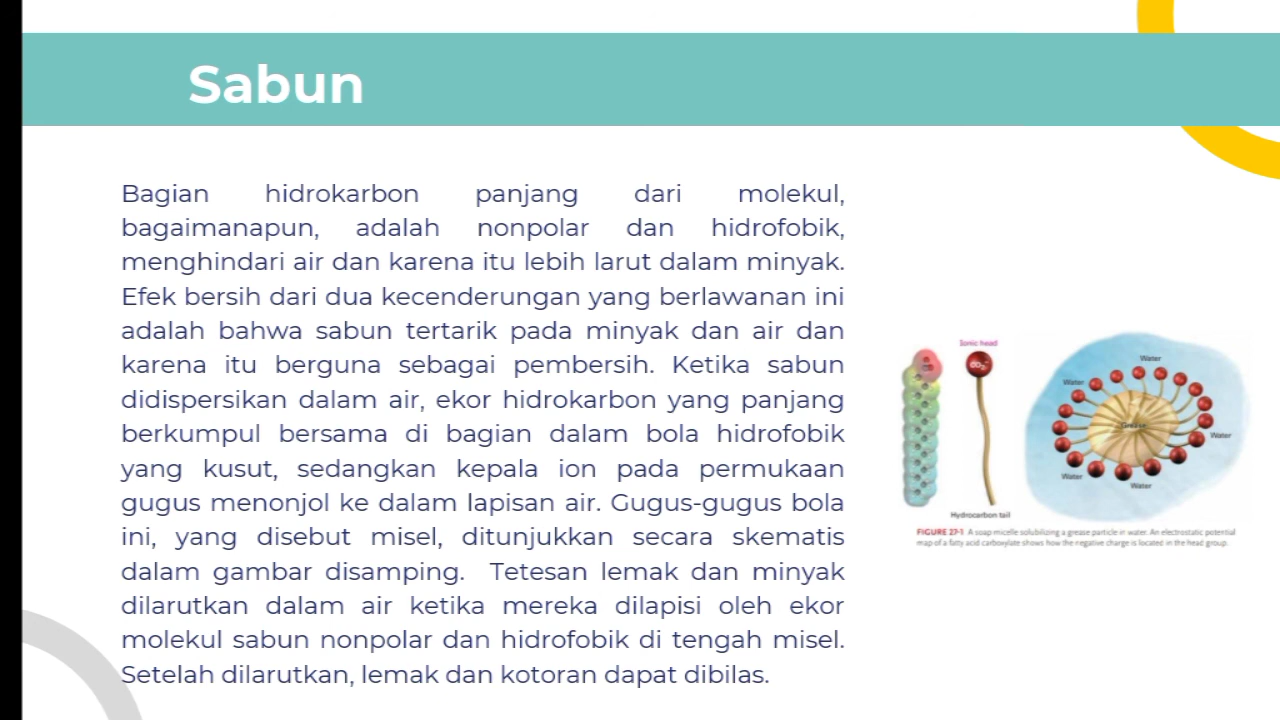 Sabun
Bagian hidrokarbon panjang dari molekul,
bagaimanapun, adalah nonpolar dan hidrofobik,
menghindari air dan karena itu lebih larut dalam minyak.
Efek bersih dari dua kecenderungan yang berlawanan ini
adalah bahwa sabun tertarik pada minyak dan air dan
karena itu berguna sebagai pembersih. Ketika sabun
didispersikan dalam air, ekor hidrokarbon yang panjang
berkumpul bersama di bagian dalam bola hidrofobik
yang kusut, sedangkan kepala ion pada permukaan
gugus menonjol ke dalam lapisan air. Gugus-gugus bola
ini, yang disebut misel, ditunjukkan secara skematis
dalam gambar disamping. Tetesan lemak dan minyak
dilarutkan dalam air ketika mereka dilapisi oleh ekor
molekul sabun nonpolar dan hidrofobik di tengah misel.
Setelah dilarutkan, lemak dan kotoran dapat dibilas.
Ionic head
CO₂⁻
Hydrocarbon tail
Water
Water
Grease
Water
Water
Water
FIGURE 27-1 A soap micelle solubilizing a grease particle in water. An electrostatic potential
map of a fatty acid carboxylate shows how the negative charge is located in the head group.